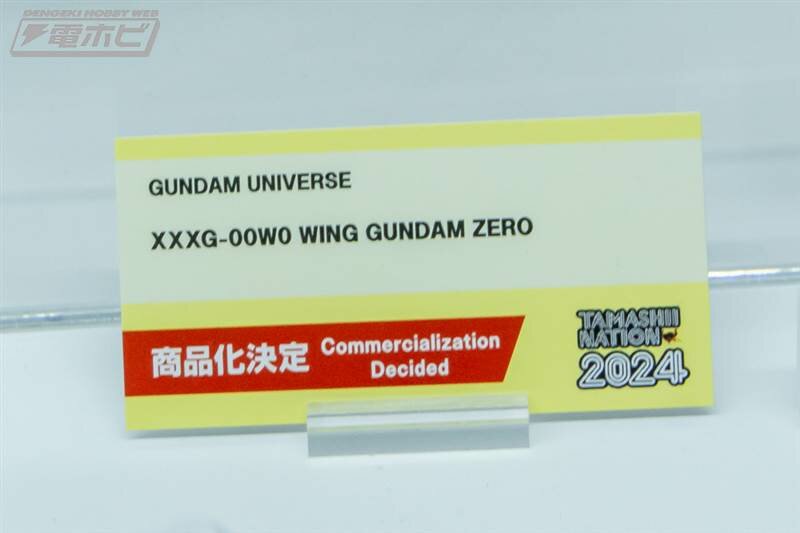 DENGEKI HOBBY WEB
電ホビ
GUNDAM UNIVERSE
XXXG-00W0 WING GUNDAM ZERO
商品化決定 Commercialization
Decided
TAMASHII
NATION
2024